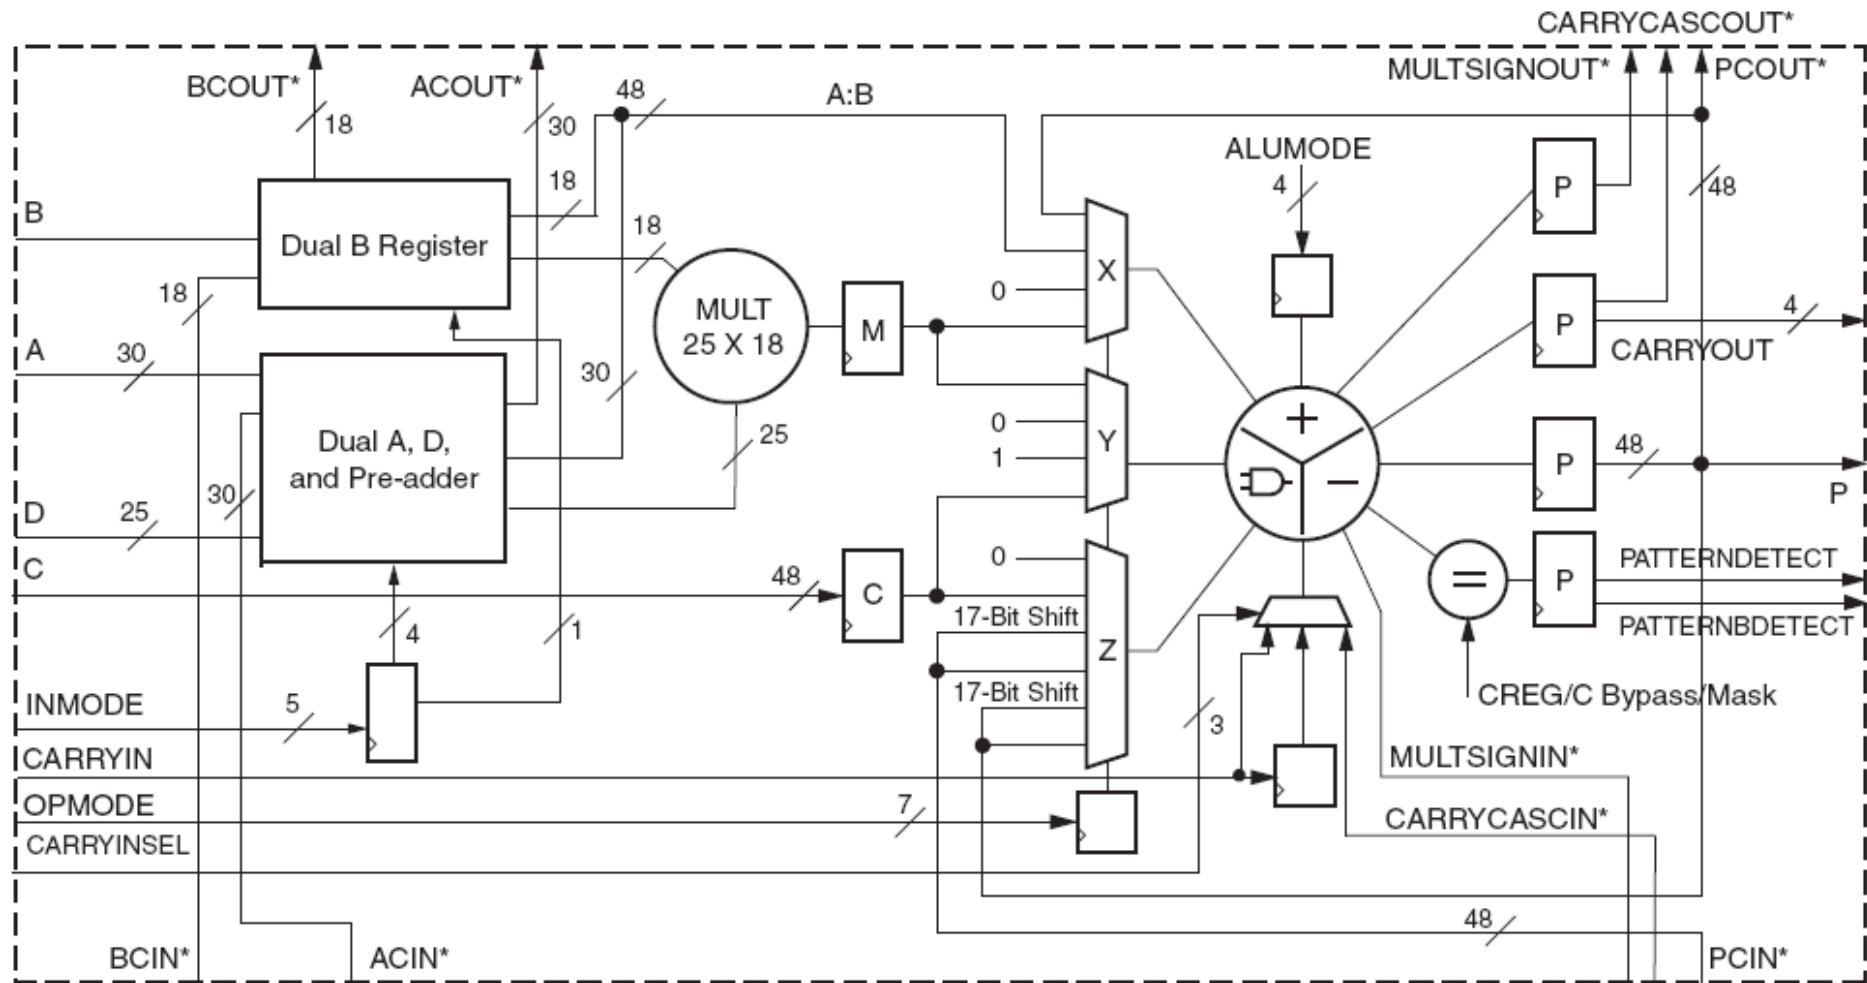 CARRYCASCOUT*
BCOUT*
ACOUT*
MULTSIGNOUT*
PCOUT*
48
A:B
18
30
ALUMODE
4
48
B
18
18
Dual B Register
P
18
MULT
25 X 18
M
X
0
P
4
CARRYOUT
A
30
30
Dual A, D,
and Pre-adder
25
0
1
Y
+
−
P
48
P
D
25
30
C
48
C
0
17-Bit Shift
Z
17-Bit Shift
=
P
PATTERNDETECT
PATTERNBDETECT
4
1
INMODE
5
3
CREG/C Bypass/Mask
CARRYIN
MULTSIGNIN*
OPMODE
7
CARRYCASCIN*
CARRYINSEL
48
BCIN*
ACIN*
PCIN*